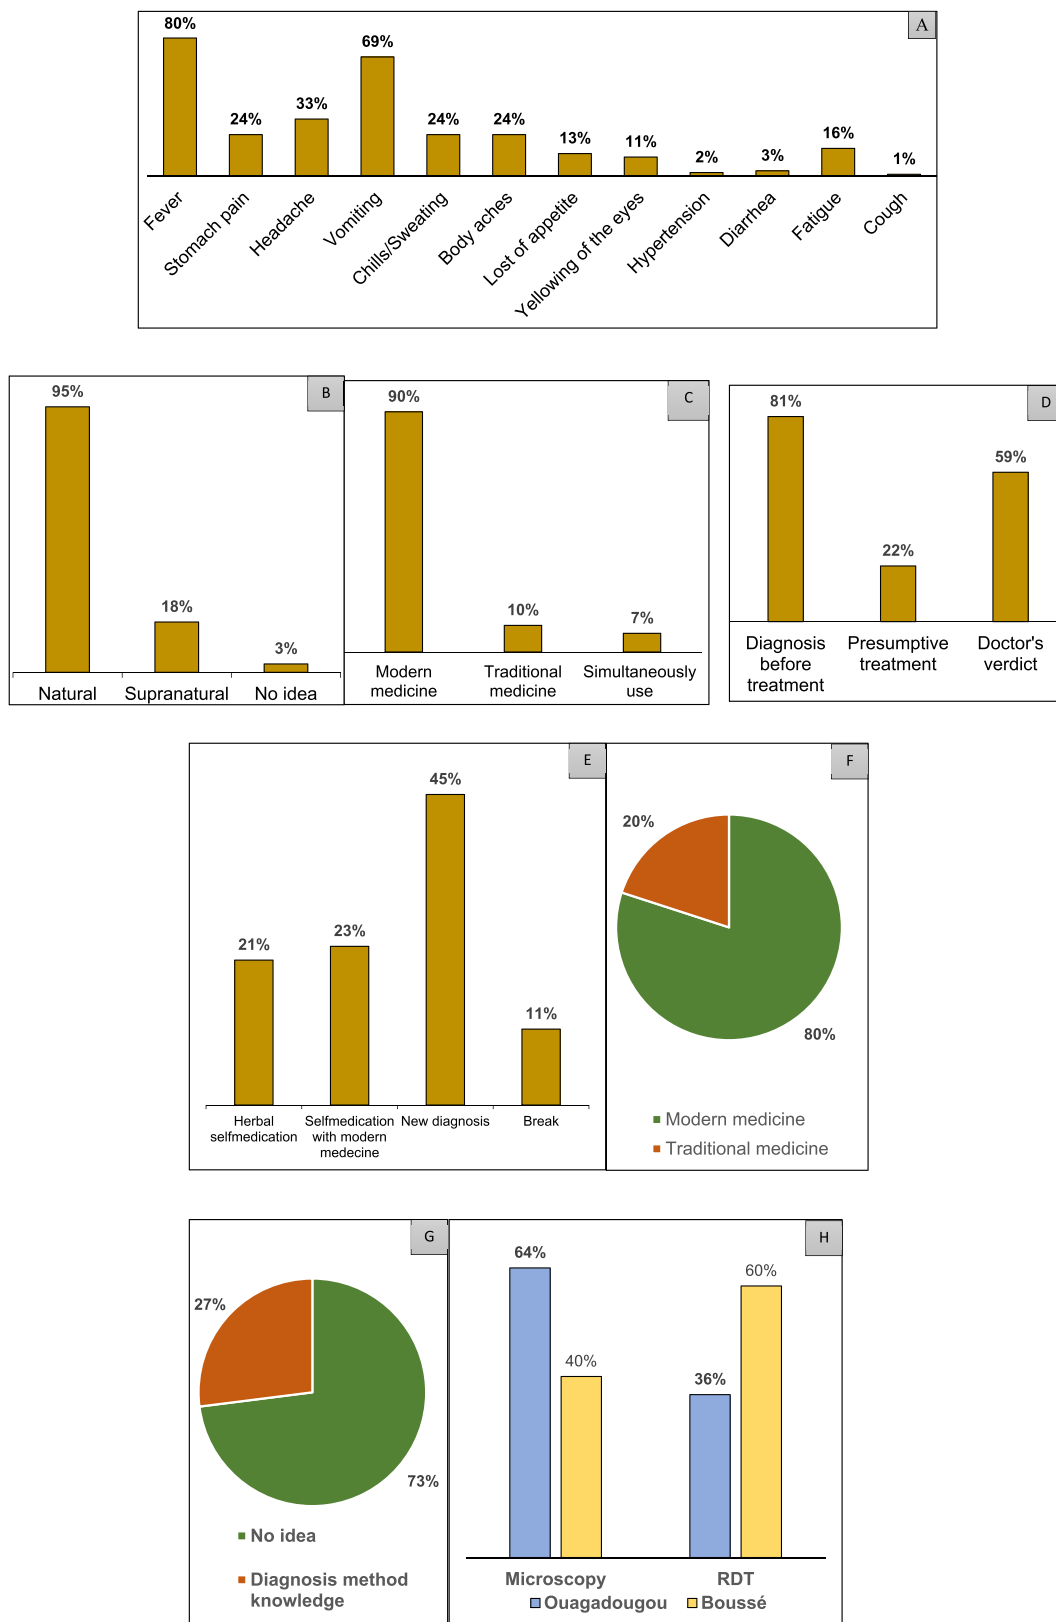 A
80%
24%
33%
69%
24%
24%
13%
11%
2%
3%
16%
1%
Fever
Stomach pain
Headache
Vomiting
Chills/Sweating
Body aches
Lost of appetite
Yellowing of the eyes
Hypertension
Diarrhea
Fatigue
Cough
B
95%
18%
3%
Natural
Supranatural
No idea
C
90%
10%
7%
Modern
medicine
Traditional
medicine
Simultaneously
use
D
81%
22%
59%
Diagnosis
before
treatment
Presumptive
treatment
Doctor's
verdict
E
21%
23%
45%
11%
Herbal
selfmedication
Selfmedication
with modern
medecine
New diagnosis
Break
F
20%
80%
Modern medicine
Traditional medicine
G
27%
73%
No idea
Diagnosis method
knowledge
H
64%
40%
36%
60%
Microscopy
RDT
Ouagadougou
Boussé